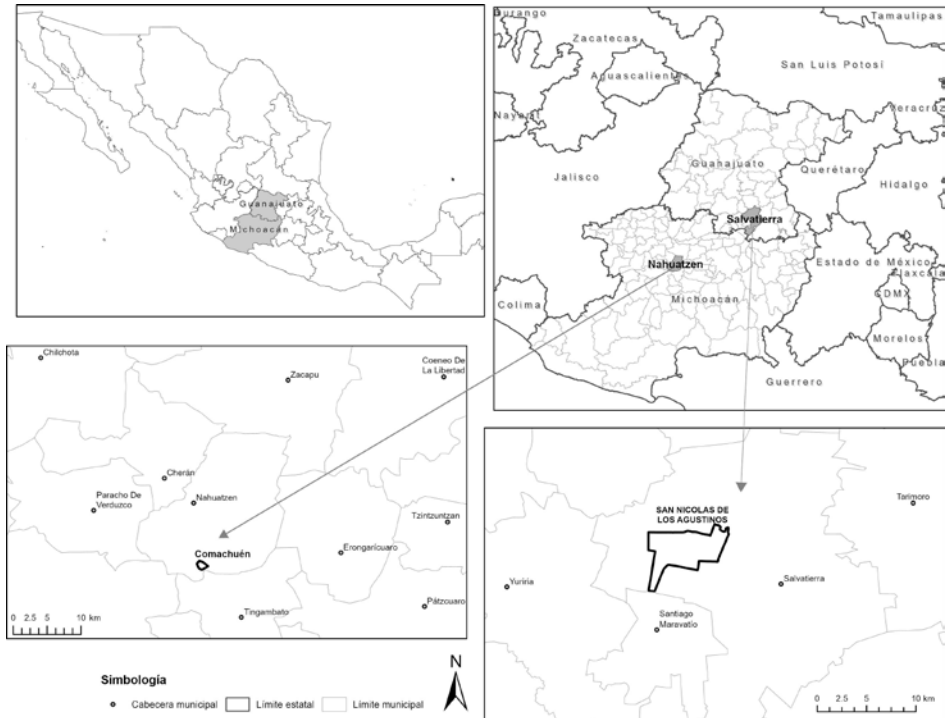 Guanajuato
Michoacán
Durango
Zacatecas
Tamaulipas
Aguascalientes
San Luis Potosí
Nayarit
Veracruz
Guanajuato
Querétaro
Jalisco
Hidalgo
Salvatierra
Nahuatzen
Estado de México
Tlaxcala
Colima
Michoacán
CDMX
Morelos
Puebla
Guerrero
Chilchota
Zacapu
Coeneo De
La Libertad
Cherán
Paracho De
Verduzco
Nahuatzen
Tzintzuntzan
Comachuén
Erongarícuaro
Pátzcuaro
Tingambato
0 2.5 5 10 km
SAN NICOLAS DE
LOS AGUSTINOS
Tarimoro
Yuriria
Salvatierra
Santiago
Maravatío
0 2.5 5 10 km
Simbología
N
Cabecera municipal
Límite estatal
Límite municipal